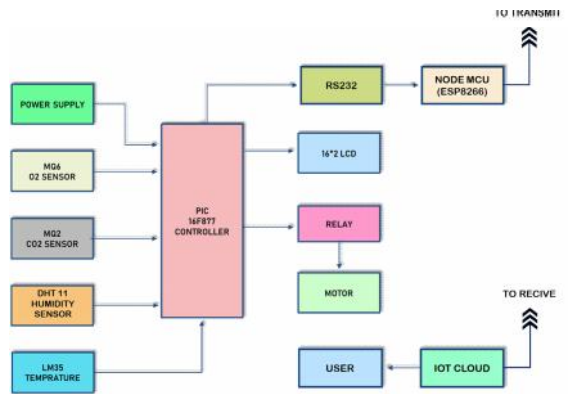 TO TRANSMIT
POWER SUPPLY
RS232
NODE MCU
(ESP8266)
MQ6
O2 SENSOR
16*2 LCD
PIC
16F877
CONTROLLER
MQ2
CO2 SENSOR
RELAY
DHT 11
HUMIDITY
SENSOR
MOTOR
TO RECIVE
LM35
TEMPRATURE
USER
IOT CLOUD